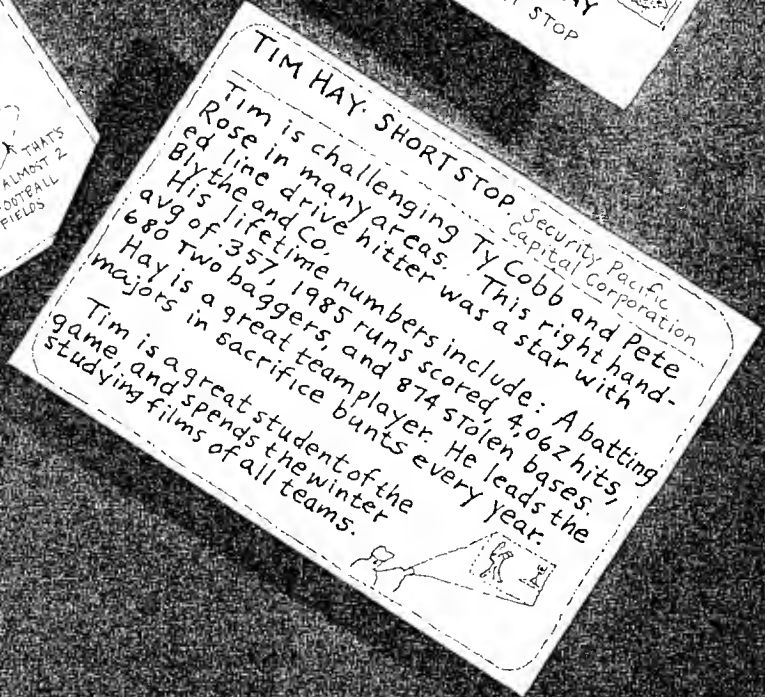 AY
STOP
THAT'S
ALMOST 2
FOOTBALL
FIELDS
TIM HAY. SHORTSTOP. Security Pacific
Capital Corporation
Tim is challenging Ty Cobb and Pete
Rose in many areas. This right hand-
ed line drive hitter was a star with
Blythe and Co.
His lifetime numbers include: A batting
avg of .357, 1985 runs scored, 4,062 hits,
680 Two baggers, and 874 stolen bases.
Hay is a great team player. He leads the
majors in sacrifice bunts every year.
Tim is a great student of the
game, and spends the winter
studying films of all teams.